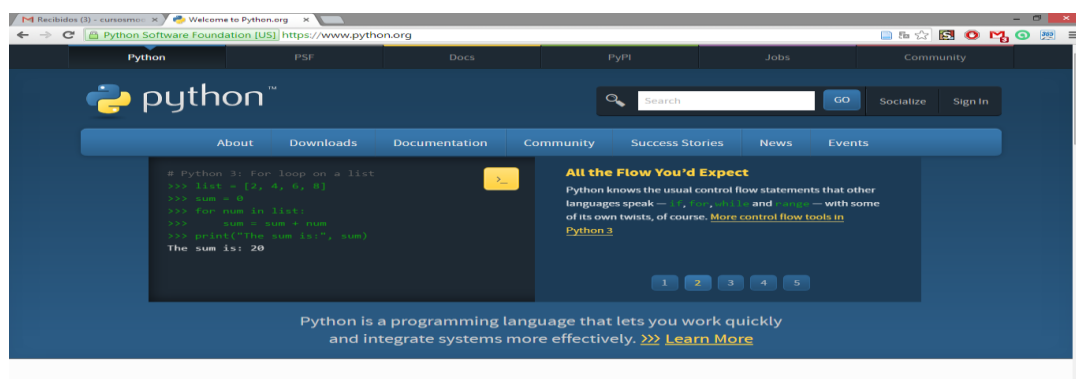 Recibidos (3) - cursosmo
Welcome to Python.org
Python Software Foundation [US] https://www.python.org
Python PSF Docs PyPI Jobs Community
python™
Search GO Socialize Sign In
About Downloads Documentation Community Success Stories News Events
# Python 3: For loop on a list
>>> list = [2, 4, 6, 8]
>>> sum = 0
>>> for num in list:
>>>     sum = sum + num
>>> print("The sum is:", sum)
The sum is: 20
>_
All the Flow You'd Expect
Python knows the usual control flow statements that other
languages speak — if, for, while and range — with some
of its own twists, of course. More control flow tools in
Python 3
1 2 3 4 5
Python is a programming language that lets you work quickly
and integrate systems more effectively. >>> Learn More